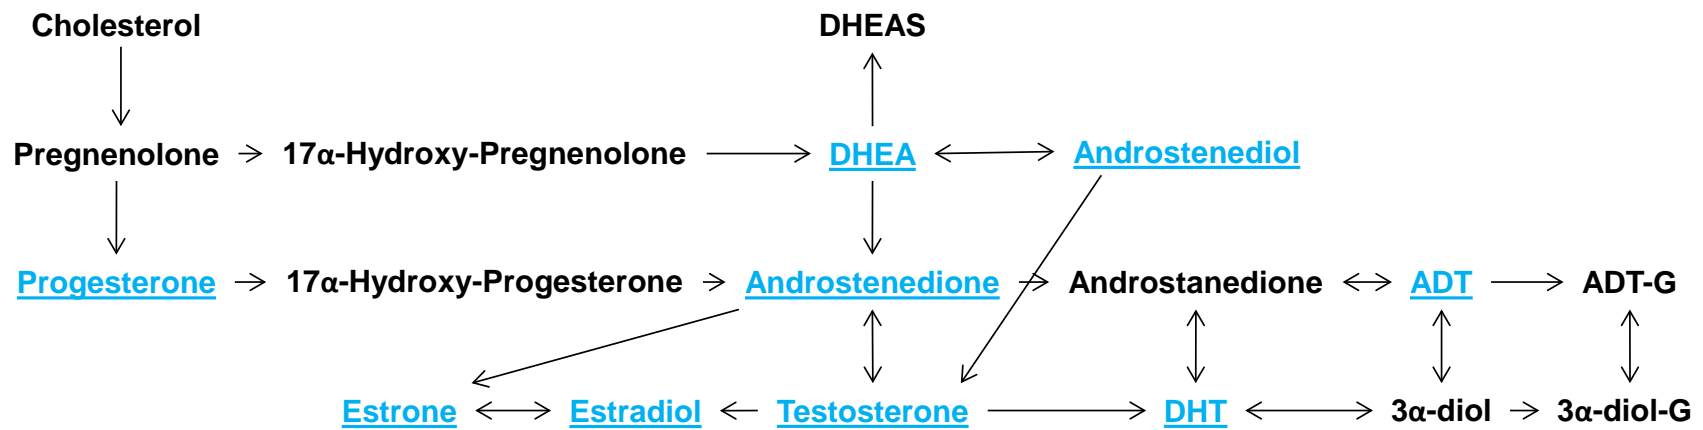 Cholesterol DHEAS
Pregnenolone 17α-Hydroxy-Pregnenolone DHEA Androstenediol
Progesterone 17α-Hydroxy-Progesterone Androstenedione Androstanedione ADT ADT-G
Estrone Estradiol Testosterone DHT 3α-diol 3α-diol-G